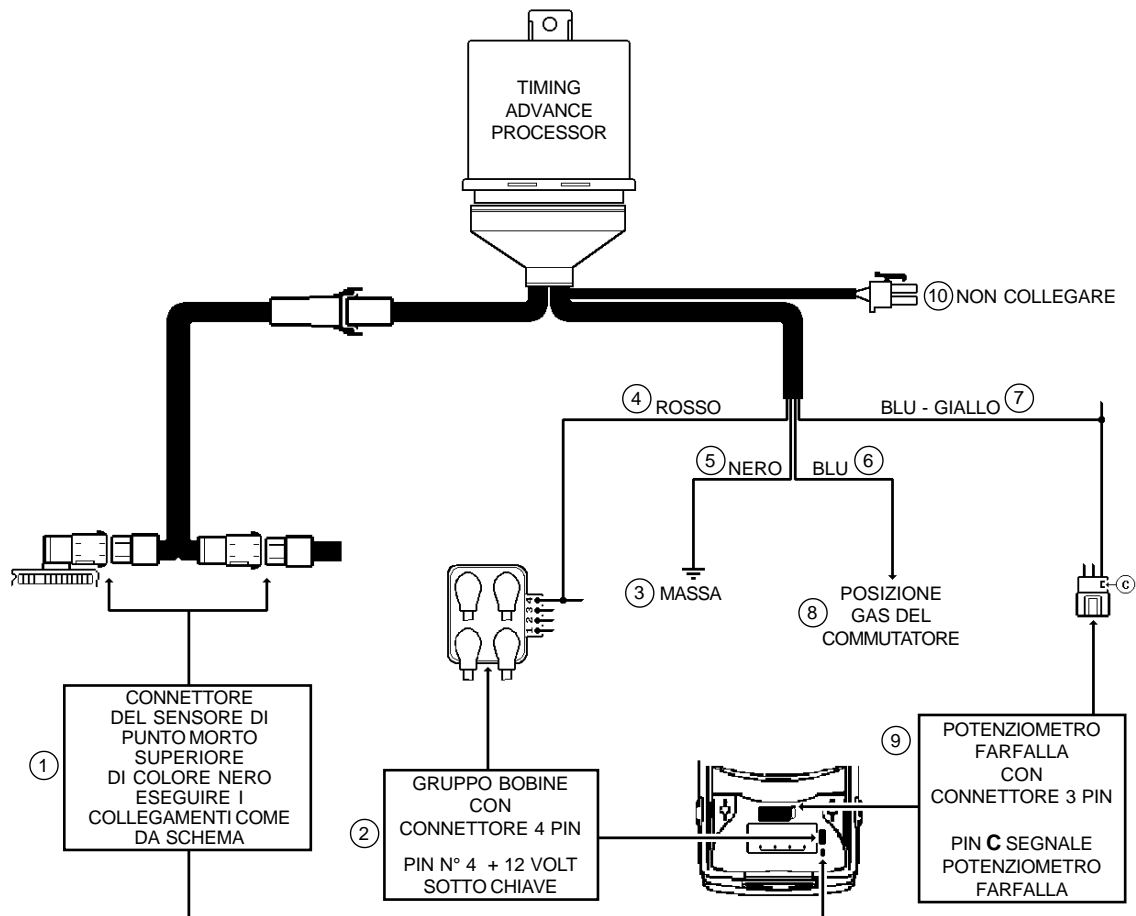 TIMING
ADVANCE
PROCESSOR
10 NON COLLEGARE
4 ROSSO
BLU - GIALLO 7
5 NERO
BLU 6
3 MASSA
8 POSIZIONE
GAS DEL
COMMUTATORE
4
3
2
1
C
1 CONNETTORE
DEL SENSORE DI
PUNTO MORTO
SUPERIORE
DI COLORE NERO
ESEGUIRE I
COLLEGAMENTI COME
DA SCHEMA
2 GRUPPO BOBINE
CON
CONNETTORE 4 PIN
PIN N° 4 + 12 VOLT
SOTTO CHIAVE
9 POTENZIOMETRO
FARFALLA
CON
CONNETTORE 3 PIN
PIN C SEGNALE
POTENZIOMETRO
FARFALLA